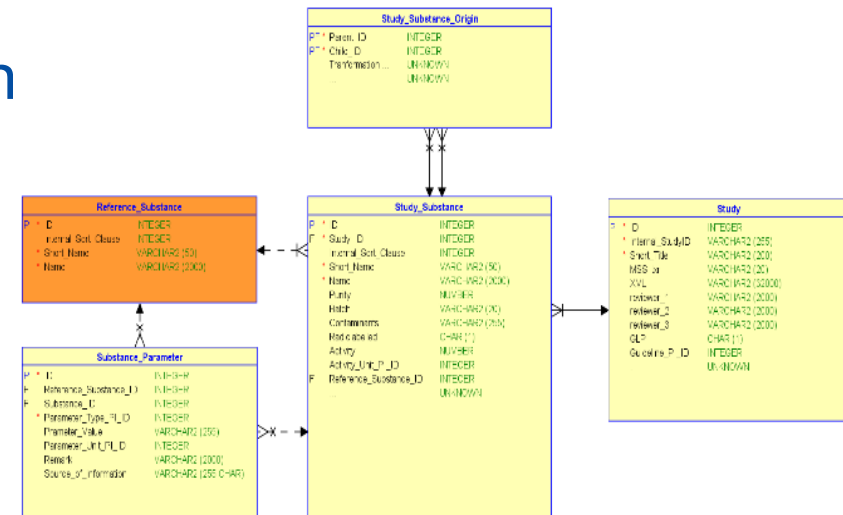 n
Study_Substance_Origin
PF * Parent_ID INTEGER
PF * Child_ID INTEGER
Tranformation ... UNKNOWN
... UNKNOWN
Reference_Substance
P * ID INTEGER
Internal_Sort_Clause INTEGER
* Short_Name VARCHAR2 (50)
* Name VARCHAR2 (2000)
Study_Substance
P * ID INTEGER
F * Study_ID INTEGER
Internal_Sort_Clause INTEGER
* Short_Name VARCHAR2 (50)
* Name VARCHAR2 (2000)
Purity NUMBER
Batch VARCHAR2 (20)
Contaminants VARCHAR2 (255)
Radiolabeled CHAR (1)
Activity NUMBER
Activity_Unit_Pl_ID INTEGER
F Reference_Substance_ID INTEGER
... UNKNOWN
Study
P * ID INTEGER
* Internal_StudyID VARCHAR2 (255)
* Short_Title VARCHAR2 (200)
VARCHAR2 (20)
XML VARCHAR2 (32000)
reviewer_1 VARCHAR2 (2000)
reviewer_2 VARCHAR2 (2000)
reviewer_3 VARCHAR2 (2000)
GLP CHAR (1)
Guideline_Pl_ID INTEGER
UNKNOWN
Substance_Parameter
P * ID INTEGER
F Reference_Substance_ID INTEGER
F Substance_ID INTEGER
* Parameter_Type_Pl_ID INTEGER
Prameter_Value VARCHAR2 (255)
Parameter_Unit_Pl_ID INTEGER
Remark VARCHAR2 (2000)
Source_of_information VARCHAR2 (255 CHAR)